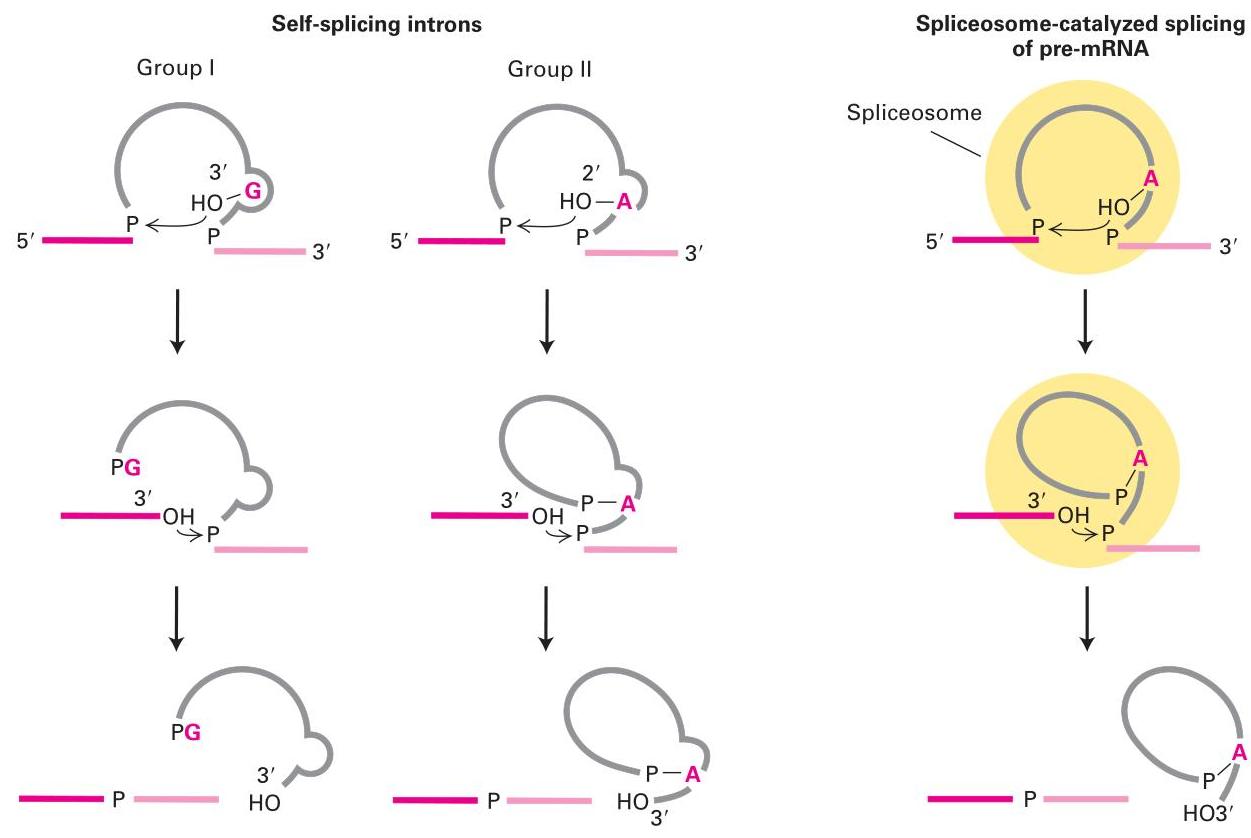 Self-splicing introns
Spliceosome-catalyzed splicing
of pre-mRNA
Group I
Group II
Spliceosome
3′
HO
G
P
P
5′
3′
2′
HO
A
P
P
5′
3′
A
HO
P
P
5′
3′
PG
3′
OH
P
P
A
3′
OH
P
A
P
3′
OH
P
PG
3′
HO
P
P
A
HO
3′
P
A
P
HO3′
P